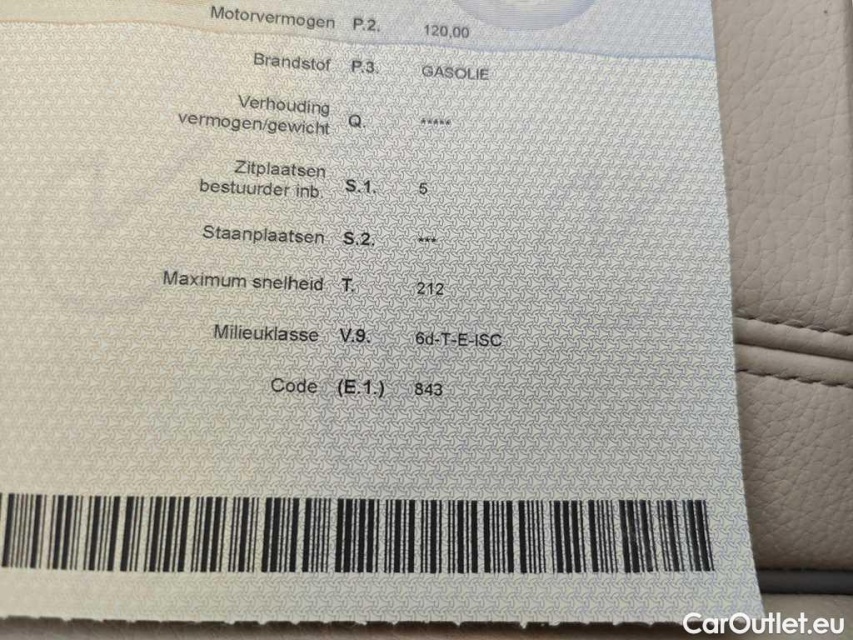 Motorvermogen P.2. 120,00
Brandstof P.3. GASOLIE
Verhouding
vermogen/gewicht Q. *****
Zitplaatsen
bestuurder inb. S.1. 5
Staanplaatsen S.2. ***
Maximum snelheid T. 212
Milieuklasse V.9. 6d-T-E-ISC
Code (E.1.) 843
CarOutlet.eu